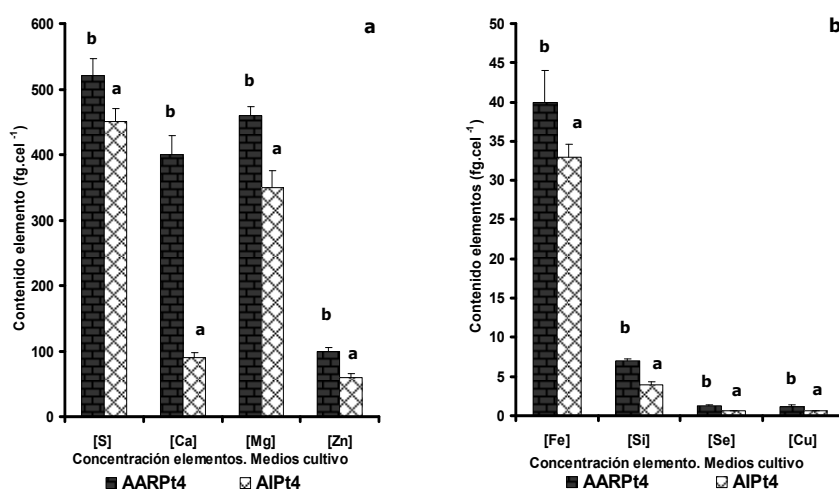 a
Contenido elemento (fg.cel -1)
600
500
400
300
200
100
0
b
a
b
a
b
a
b
a
[S] [Ca] [Mg] [Zn]
Concentración elementos. Medios cultivo
AARPt4 AIPt4
b
Contenido elementos (fg.cel -1)
50
45
40
35
30
25
20
15
10
5
0
b
a
b
a
b
a
b
a
[Fe] [Si] [Se] [Cu]
Concentración elemento. Medios cultivo
AARPt4 AIPt4